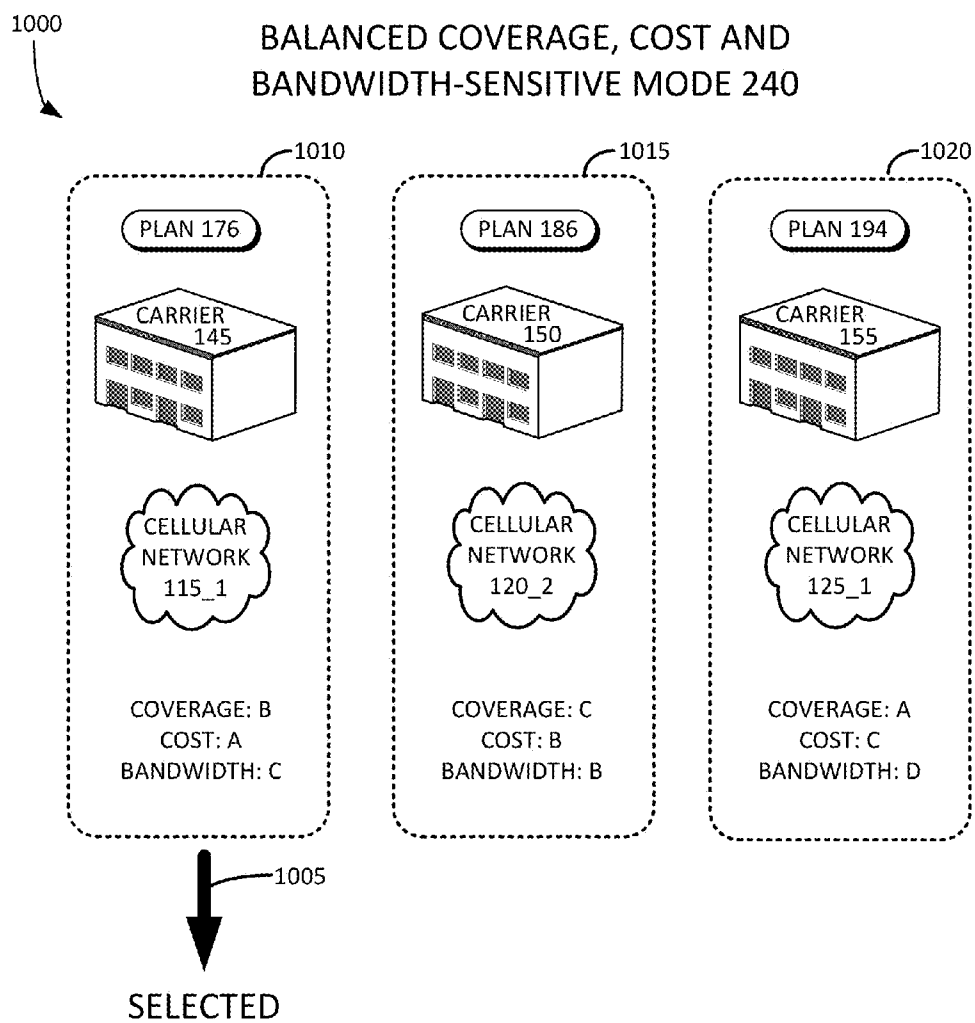 1000
BALANCED COVERAGE, COST AND
BANDWIDTH-SENSITIVE MODE 240
1010
PLAN 176
CARRIER
145
CELLULAR
NETWORK
115_1
COVERAGE: B
COST: A
BANDWIDTH: C
1015
PLAN 186
CARRIER
150
CELLULAR
NETWORK
120_2
COVERAGE: C
COST: B
BANDWIDTH: B
1020
PLAN 194
CARRIER
155
CELLULAR
NETWORK
125_1
COVERAGE: A
COST: C
BANDWIDTH: D
1005
SELECTED